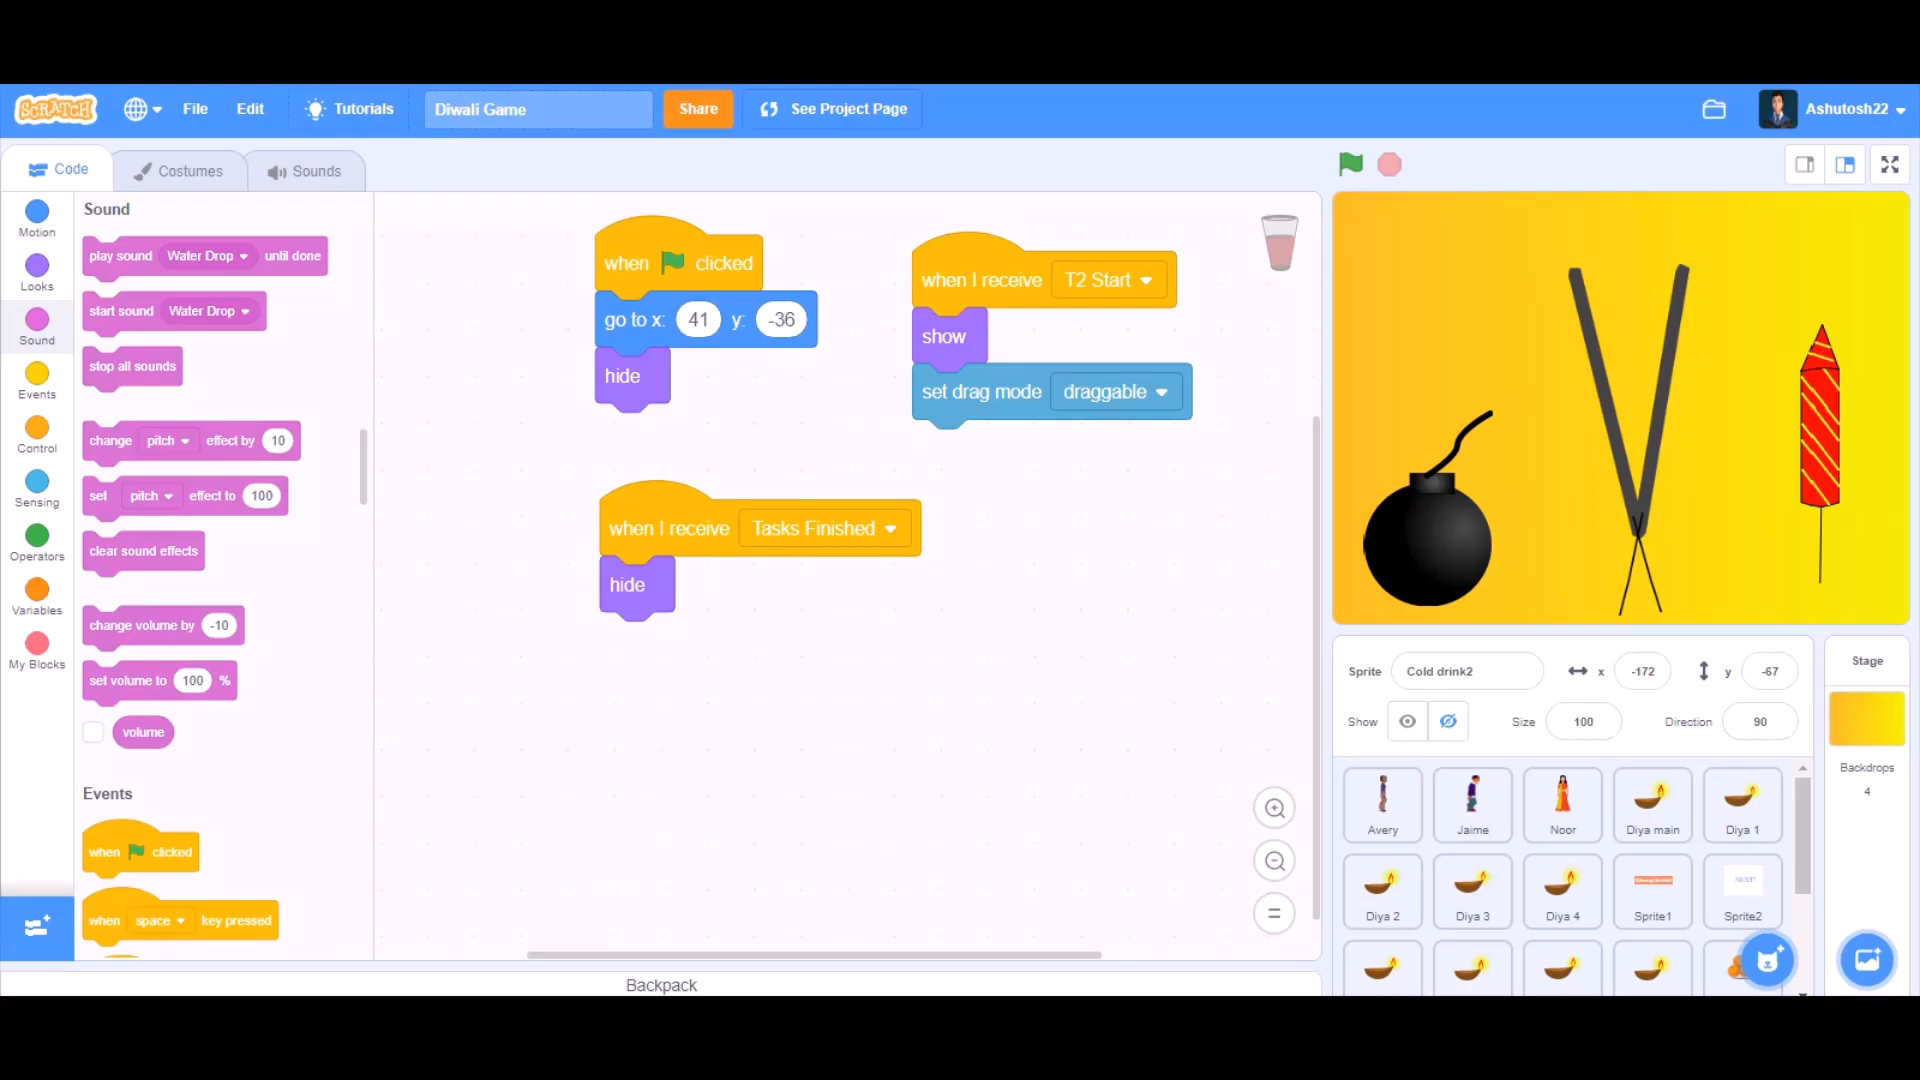 SCRATCH File Edit Tutorials Diwali Game Share See Project Page Ashutosh22
Code Costumes Sounds
Motion
Looks
Sound
Events
Control
Sensing
Operators
Variables
My Blocks
Sound
play sound Water Drop until done
start sound Water Drop
stop all sounds
change pitch effect by 10
set pitch effect to 100
clear sound effects
change volume by -10
set volume to 100 %
volume
Events
when clicked
when space key pressed
when clicked
go to x: 41 y: -36
hide
when I receive T2 Start
show
set drag mode draggable
when I receive Tasks Finished
hide
Backpack
Sprite Cold drink2 x -172 y -67
Show Size 100 Direction 90
Avery Jaime Noor Diya main Diya 1
Diya 2 Diya 3 Diya 4 Sprite1 Sprite2
NEXT!
Stage
Backdrops
4